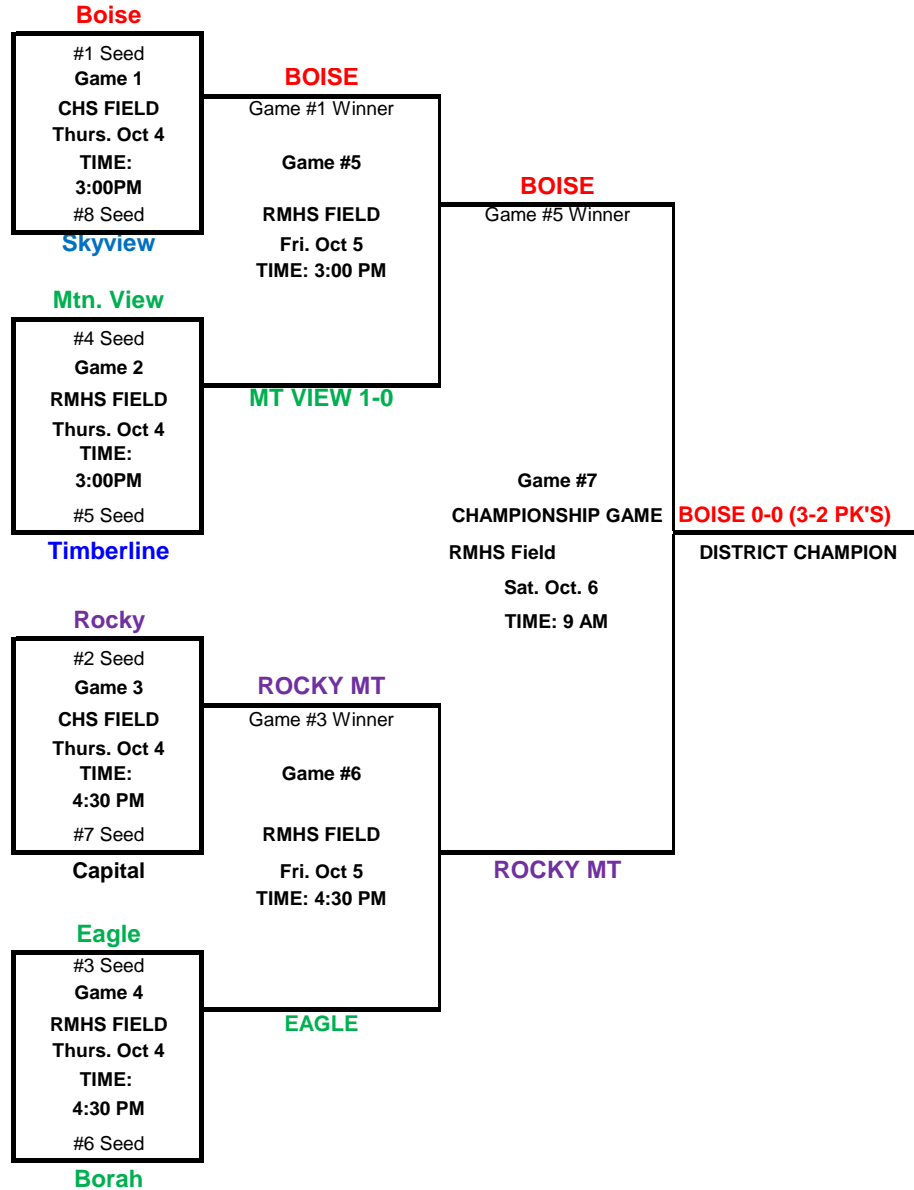 Boise
#1 Seed
Game 1
CHS FIELD
Thurs. Oct 4
TIME:
3:00PM
#8 Seed
Skyview
Mtn. View
#4 Seed
Game 2
RMHS FIELD
Thurs. Oct 4
TIME:
3:00PM
#5 Seed
Timberline
Rocky
#2 Seed
Game 3
CHS FIELD
Thurs. Oct 4
TIME:
4:30 PM
#7 Seed
Capital
Eagle
#3 Seed
Game 4
RMHS FIELD
Thurs. Oct 4
TIME:
4:30 PM
#6 Seed
Borah
BOISE
Game #1 Winner
Game #5
RMHS FIELD
Fri. Oct 5
TIME: 3:00 PM
MT VIEW 1-0
ROCKY MT
Game #3 Winner
Game #6
RMHS FIELD
Fri. Oct 5
TIME: 4:30 PM
EAGLE
BOISE
Game #5 Winner
Game #7
CHAMPIONSHIP GAME
RMHS Field
Sat. Oct. 6
TIME: 9 AM
ROCKY MT
BOISE 0-0 (3-2 PK'S)
DISTRICT CHAMPION